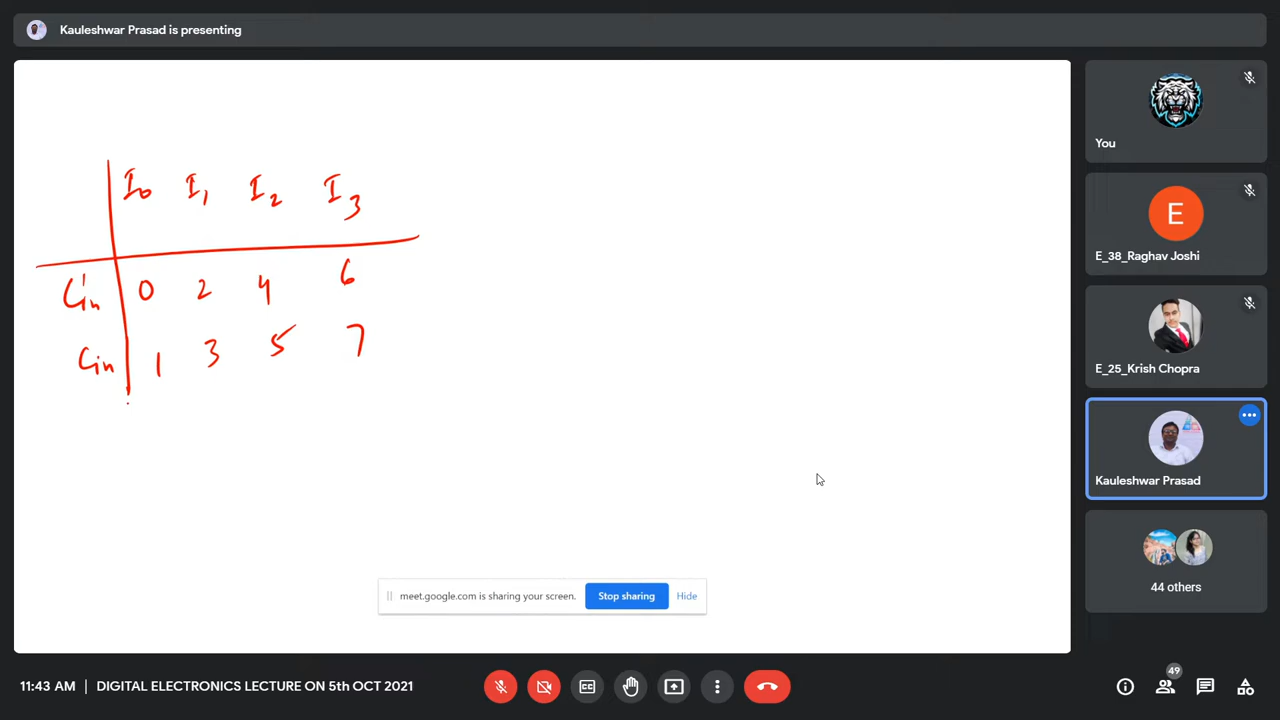 Kauleshwar Prasad is presenting
I0 I1 I2 I3
Cin' 0 2 4 6
Cin 1 3 5 7
You
E
E_38_Raghav Joshi
E_25_Krish Chopra
Kauleshwar Prasad
44 others
meet.google.com is sharing your screen. Stop sharing Hide
11:43 AM | DIGITAL ELECTRONICS LECTURE ON 5th OCT 2021
49